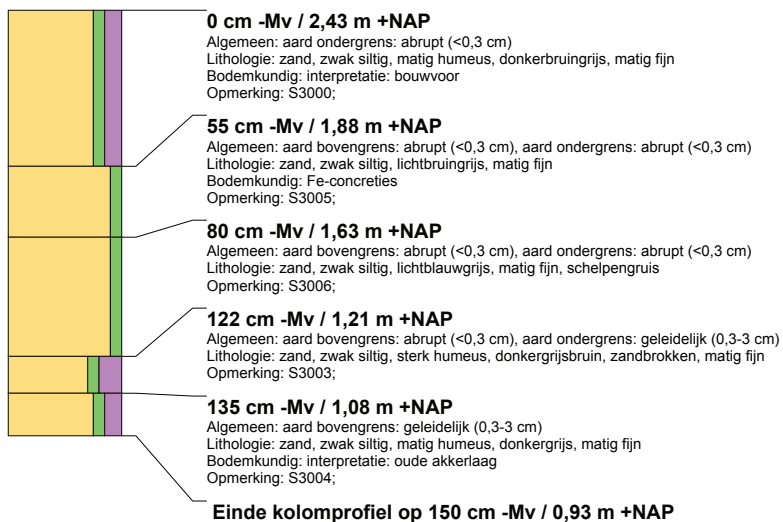 0 cm -Mv / 2,43 m +NAP
Algemeen: aard ondergrens: abrupt (<0,3 cm)
Lithologie: zand, zwak siltig, matig humeus, donkerbruingrijs, matig fijn
Bodemkundig: interpretatie: bouwvoor
Opmerking: S3000;
55 cm -Mv / 1,88 m +NAP
Algemeen: aard bovengrens: abrupt (<0,3 cm), aard ondergrens: abrupt (<0,3 cm)
Lithologie: zand, zwak siltig, lichtbruingrijs, matig fijn
Bodemkundig: Fe-concreties
Opmerking: S3005;
80 cm -Mv / 1,63 m +NAP
Algemeen: aard bovengrens: abrupt (<0,3 cm), aard ondergrens: abrupt (<0,3 cm)
Lithologie: zand, zwak siltig, lichtblauwgrijs, matig fijn, schelpengruis
Opmerking: S3006;
122 cm -Mv / 1,21 m +NAP
Algemeen: aard bovengrens: abrupt (<0,3 cm), aard ondergrens: geleidelijk (0,3-3 cm)
Lithologie: zand, zwak siltig, sterk humeus, donkergrijsbruin, zandbrokken, matig fijn
Opmerking: S3003;
135 cm -Mv / 1,08 m +NAP
Algemeen: aard bovengrens: geleidelijk (0,3-3 cm)
Lithologie: zand, zwak siltig, matig humeus, donkergrijs, matig fijn
Bodemkundig: interpretatie: oude akkerlaag
Opmerking: S3004;
Einde kolomprofiel op 150 cm -Mv / 0,93 m +NAP